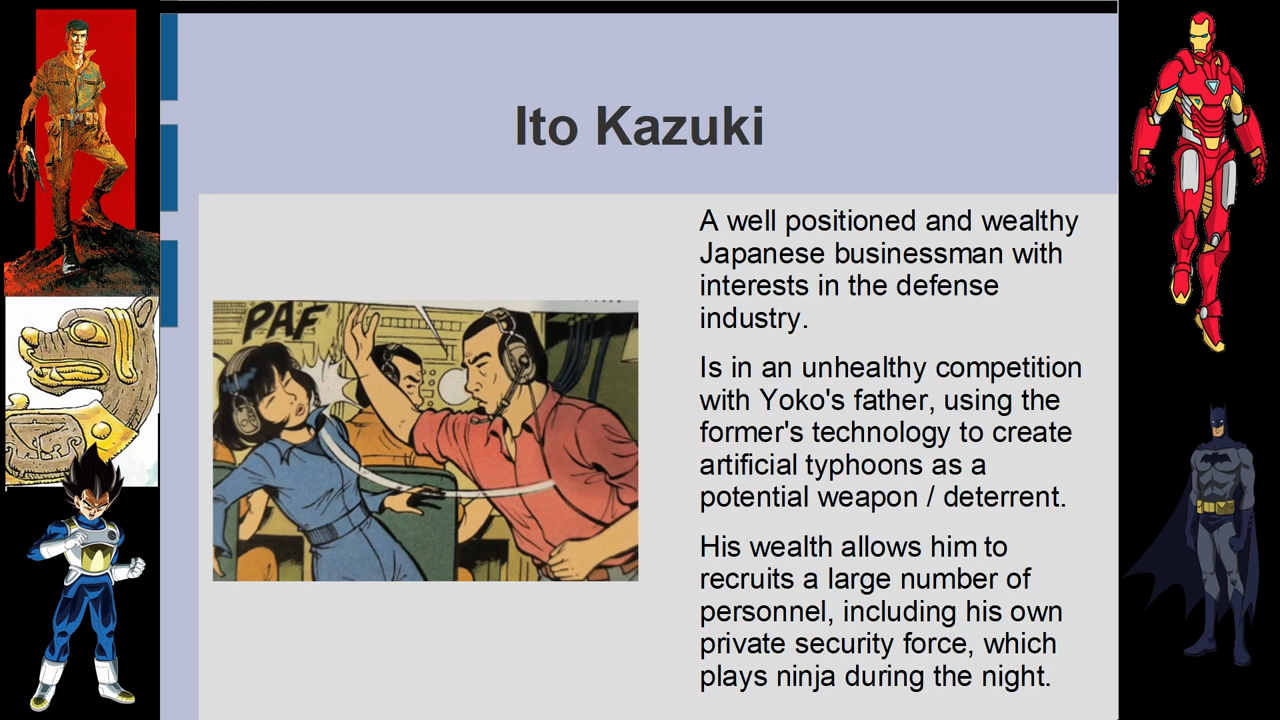 Ito Kazuki
A well positioned and wealthy
Japanese businessman with
interests in the defense
industry.
Is in an unhealthy competition
with Yoko's father, using the
former's technology to create
artificial typhoons as a
potential weapon / deterrent.
His wealth allows him to
recruits a large number of
personnel, including his own
private security force, which
plays ninja during the night.
PAF